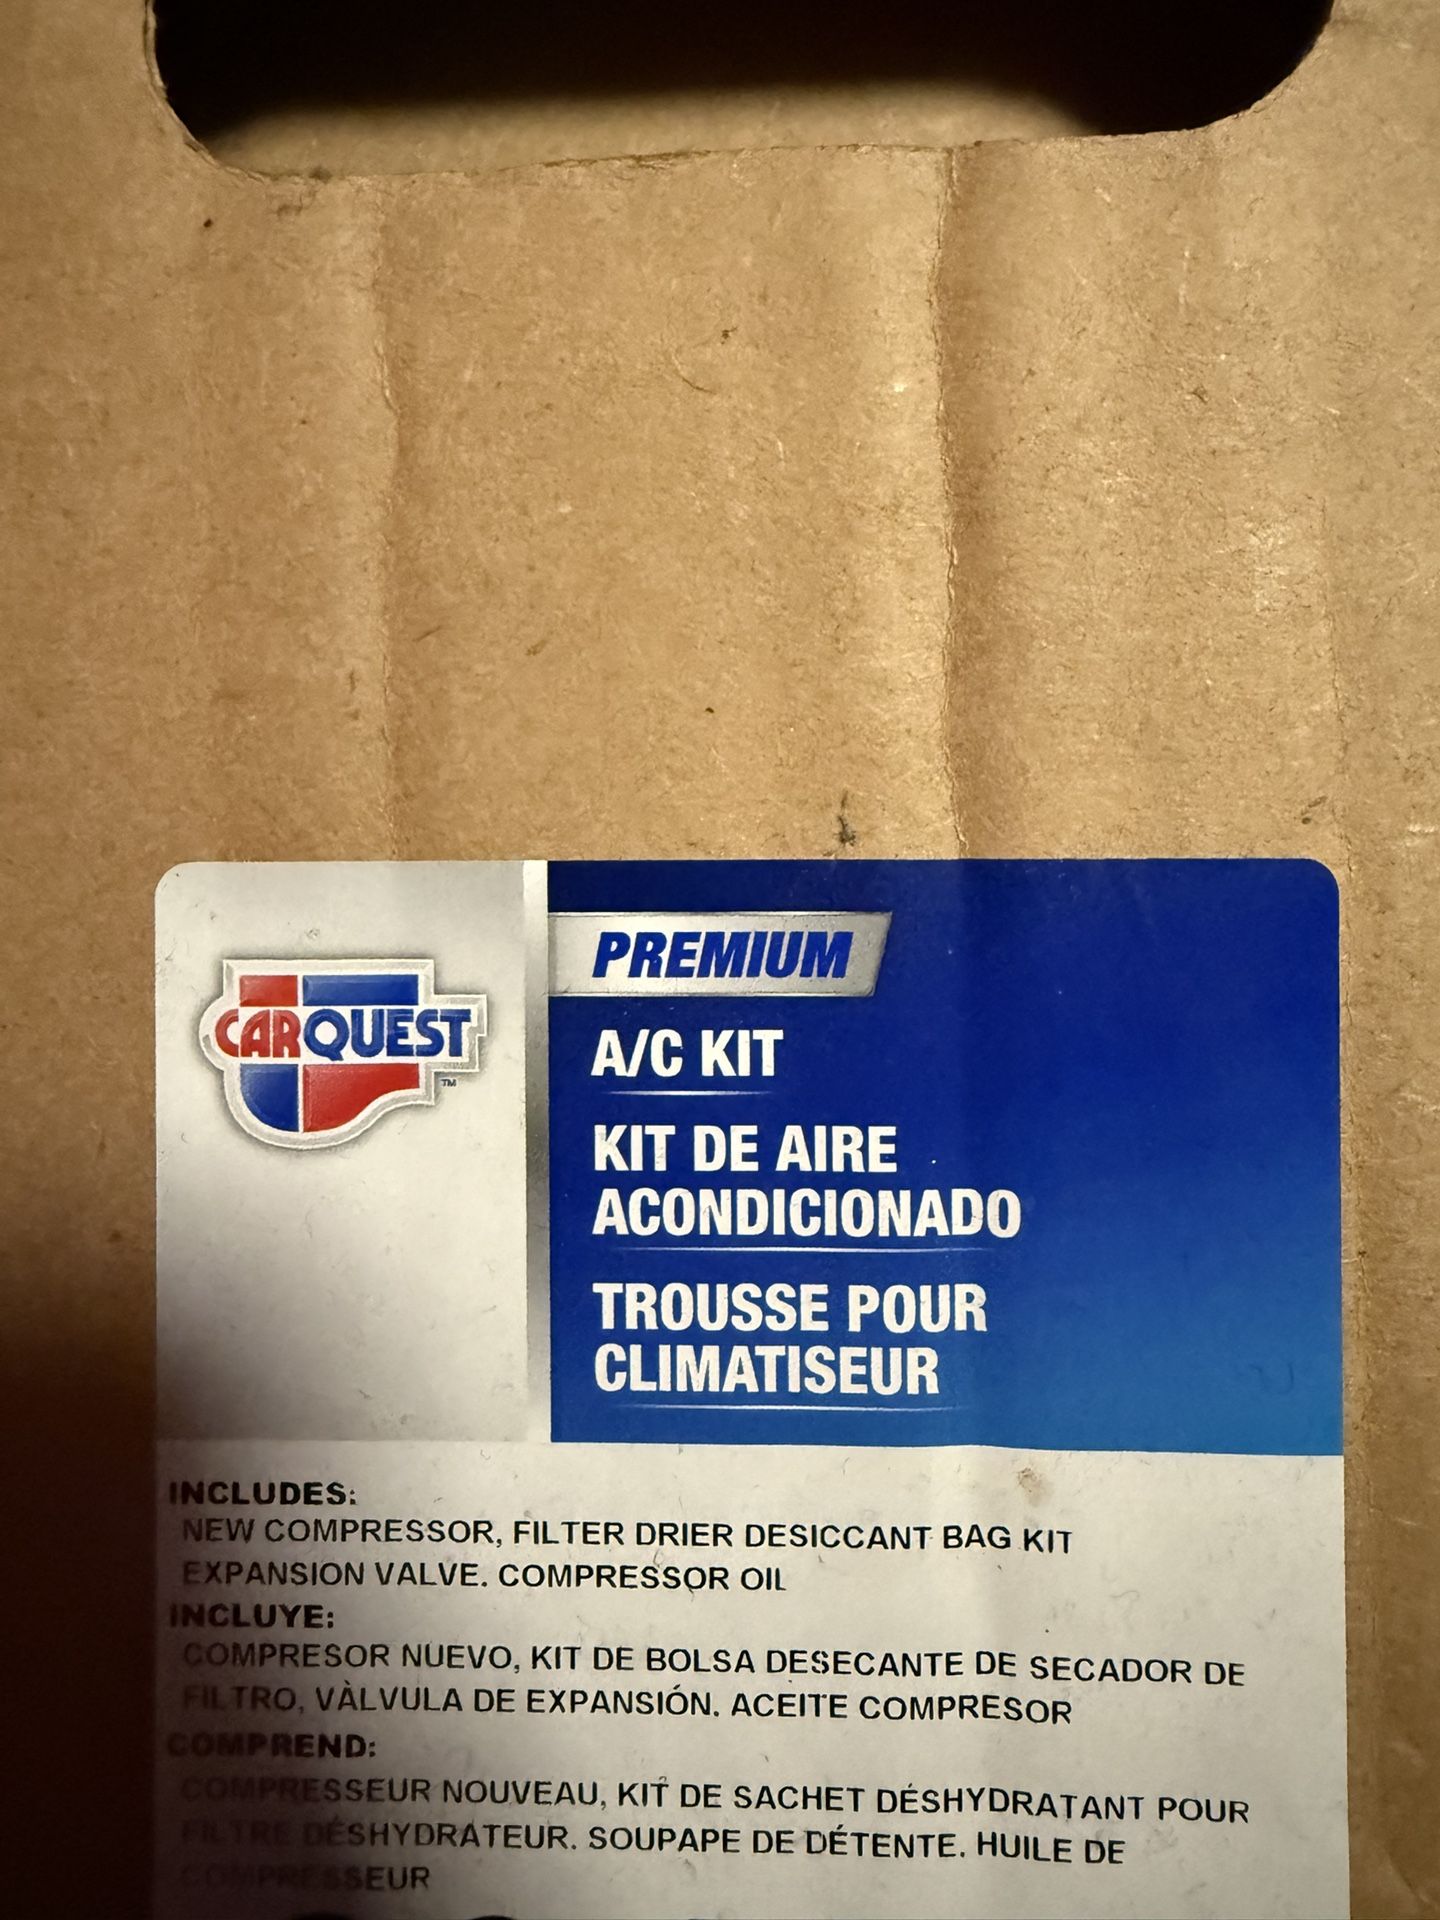 CARQUEST™
PREMIUM
A/C KIT
KIT DE AIRE
ACONDICIONADO
TROUSSE POUR
CLIMATISEUR
INCLUDES:
NEW COMPRESSOR, FILTER DRIER DESICCANT BAG KIT
EXPANSION VALVE. COMPRESSOR OIL
INCLUYE:
COMPRESOR NUEVO, KIT DE BOLSA DESECANTE DE SECADOR DE
FILTRO, VÀLVULA DE EXPANSIÓN. ACEITE COMPRESOR
COMPREND:
COMPRESSEUR NOUVEAU, KIT DE SACHET DÉSHYDRATANT POUR
FILTRE DÉSHYDRATEUR. SOUPAPE DE DÉTENTE. HUILE DE
COMPRESSEUR